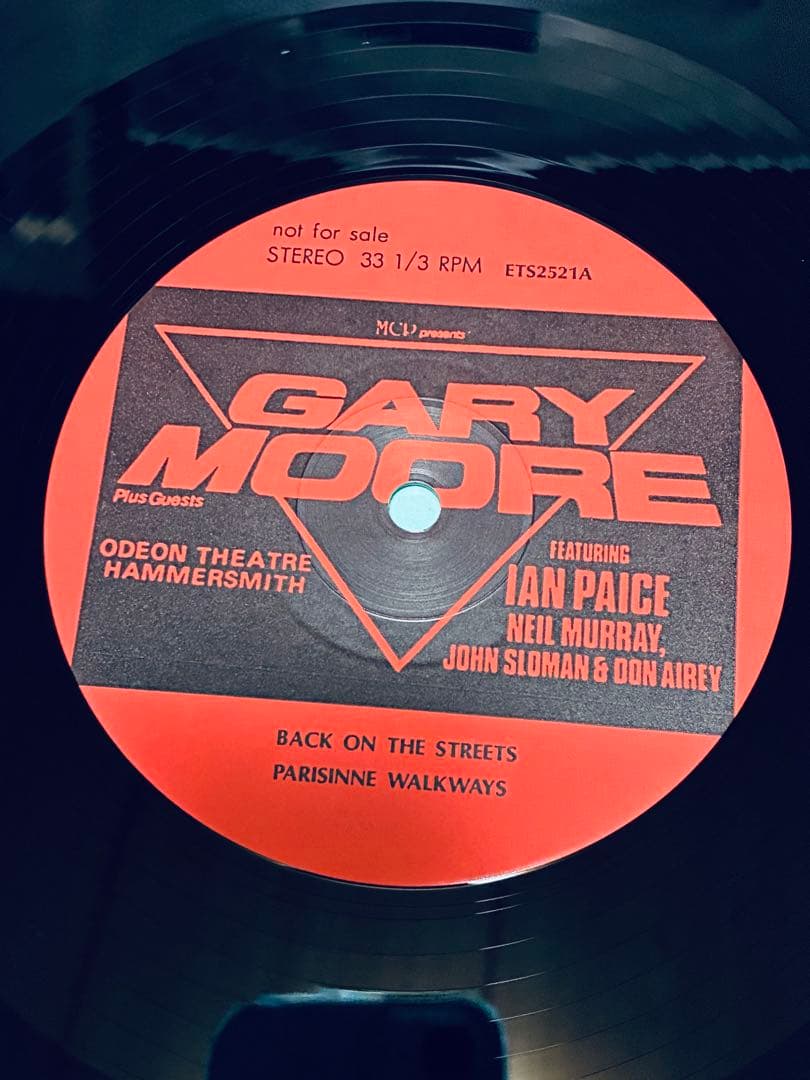 not for sale
STEREO 33 1/3 RPM ETS2521A
MCP presents
GARY
MOORE
Plus Guests
ODEON THEATRE
HAMMERSMITH
FEATURING
IAN PAICE
NEIL MURRAY,
JOHN SLOMAN & DON AIREY
BACK ON THE STREETS
PARISINNE WALKWAYS